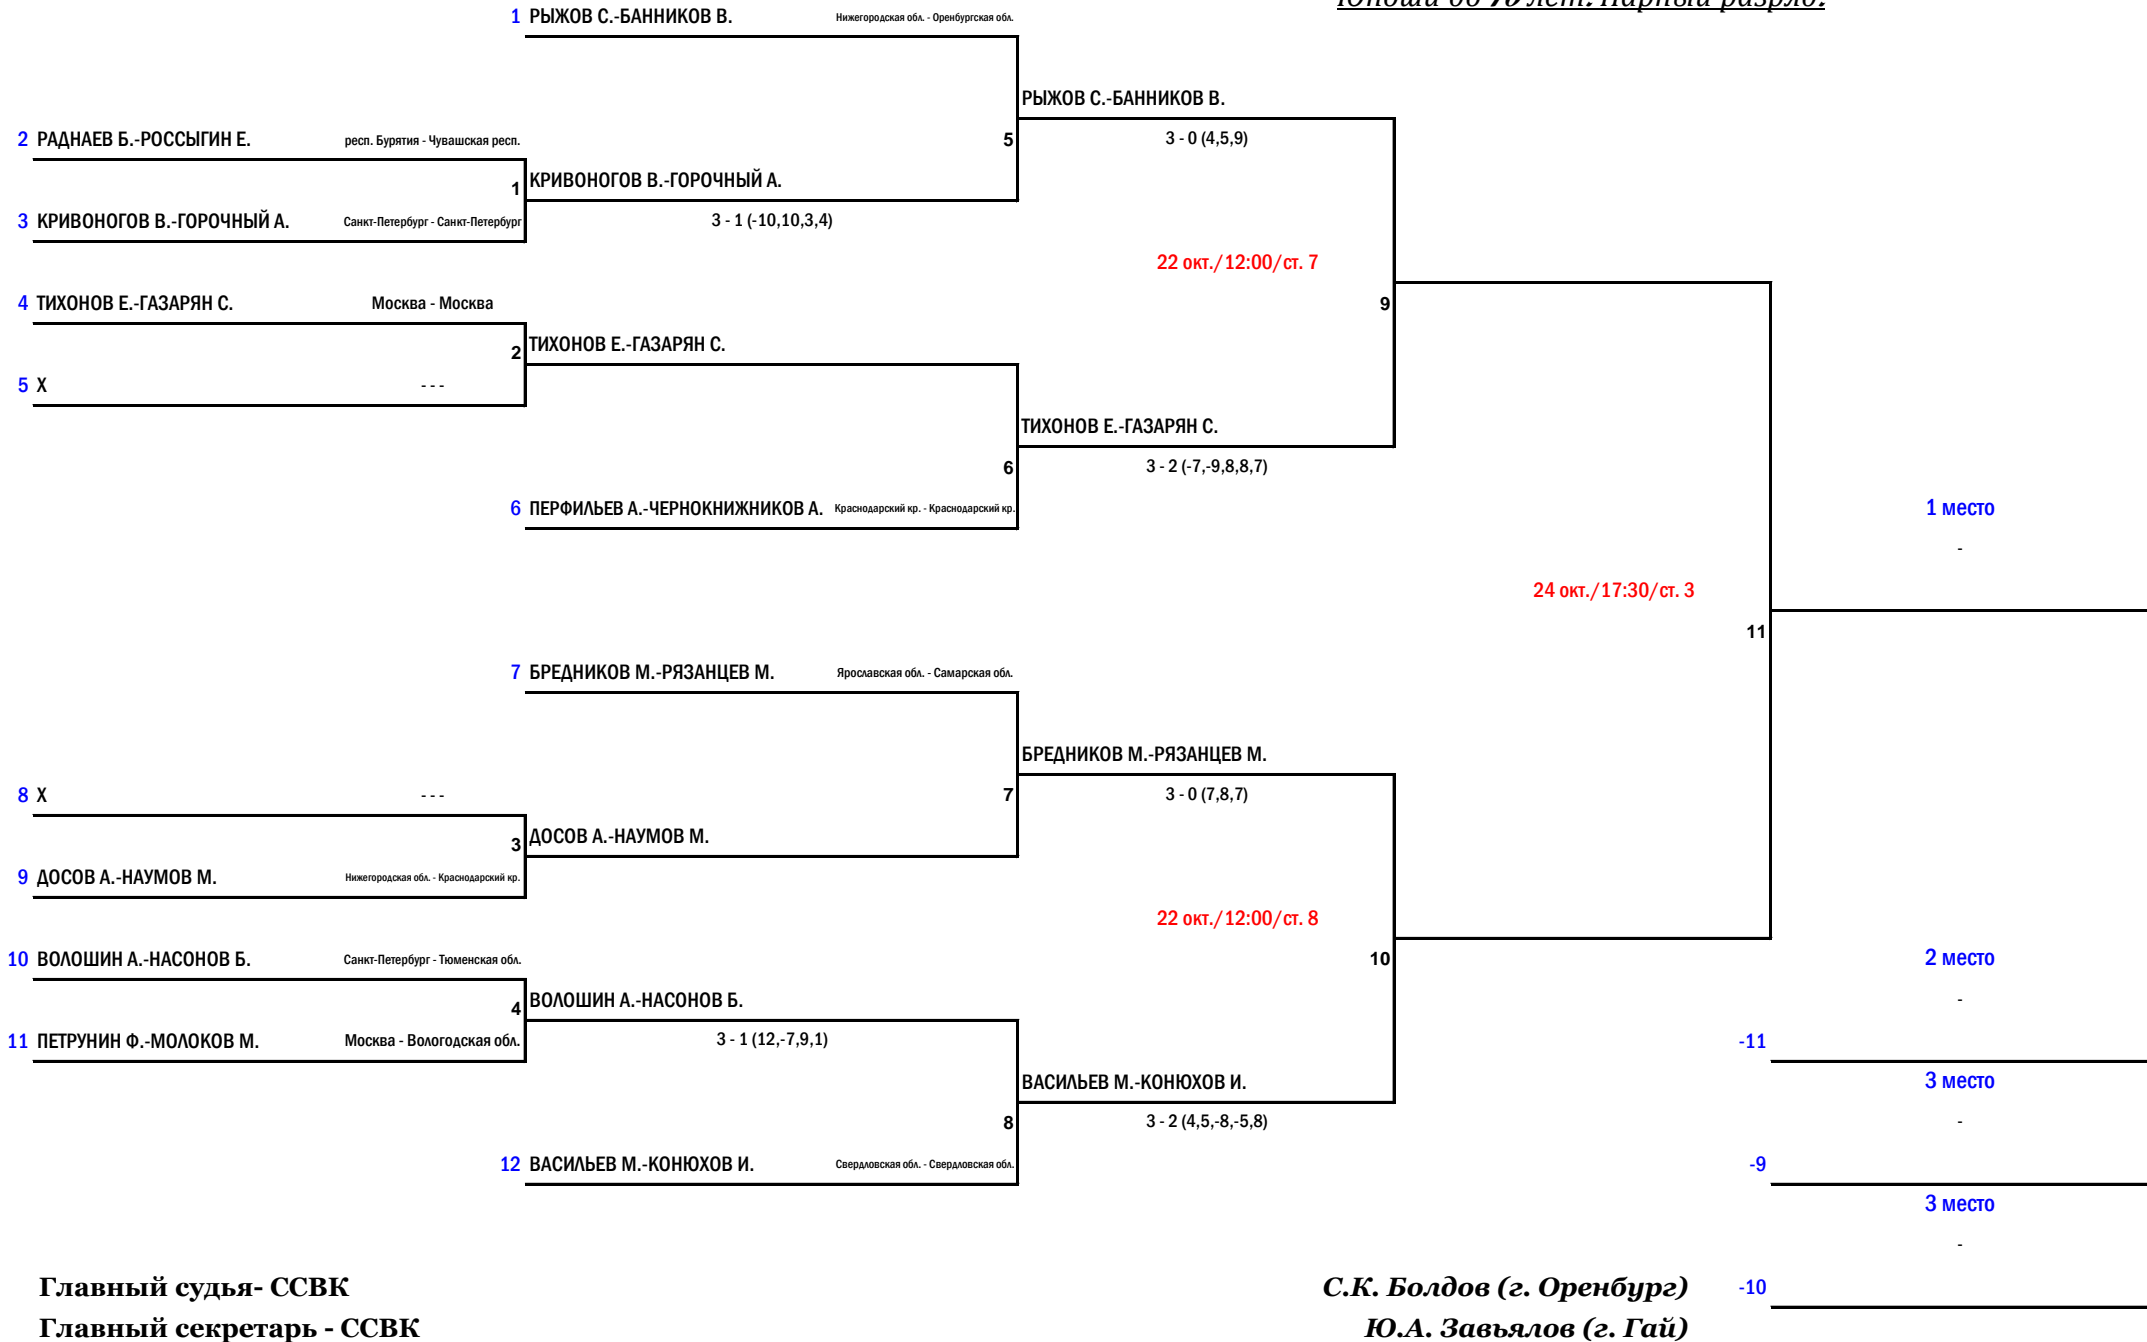 Парный разряд.
1 РЫЖОВ С.-БАННИКОВ В. Нижегородская обл. - Оренбургская обл.
РЫЖОВ С.-БАННИКОВ В.
2 РАДНАЕВ Б.-РОССЫГИН Е. респ. Бурятия - Чувашская респ. 5 3 - 0 (4,5,9)
1 КРИВОНОГОВ В.-ГОРОЧНЫЙ А.
3 КРИВОНОГОВ В.-ГОРОЧНЫЙ А. Санкт-Петербург - Санкт-Петербург 3 - 1 (-10,10,3,4)
22 окт./12:00/ст. 7
4 ТИХОНОВ Е.-ГАЗАРЯН С. Москва - Москва 9
2 ТИХОНОВ Е.-ГАЗАРЯН С.
5 X - - -
ТИХОНОВ Е.-ГАЗАРЯН С.
6 3 - 2 (-7,-9,8,8,7)
6 ПЕРФИЛЬЕВ А.-ЧЕРНОКНИЖНИКОВ А. Краснодарский кр. - Краснодарский кр. 1 место
-
24 окт./17:30/ст. 3
11
7 БРЕДНИКОВ М.-РЯЗАНЦЕВ М. Ярославская обл. - Самарская обл.
БРЕДНИКОВ М.-РЯЗАНЦЕВ М.
8 X - - - 7 3 - 0 (7,8,7)
3 ДОСОВ А.-НАУМОВ М.
9 ДОСОВ А.-НАУМОВ М. Нижегородская обл. - Краснодарский кр.
22 окт./12:00/ст. 8
10 ВОЛОШИН А.-НАСОНОВ Б. Санкт-Петербург - Тюменская обл. 10 2 место
4 ВОЛОШИН А.-НАСОНОВ Б. -
11 ПЕТРУНИН Ф.-МОЛОКОВ М. Москва - Вологодская обл. 3 - 1 (12,-7,9,1) -11
ВАСИЛЬЕВ М.-КОНЮХОВ И. 3 место
8 3 - 2 (4,5,-8,-5,8) -
12 ВАСИЛЬЕВ М.-КОНЮХОВ И. Свердловская обл. - Свердловская обл. -9
3 место
-
Главный судья- ССВК С.К. Болдов (г. Оренбург) -10
Главный секретарь - ССВК Ю.А. Завьялов (г. Гай)